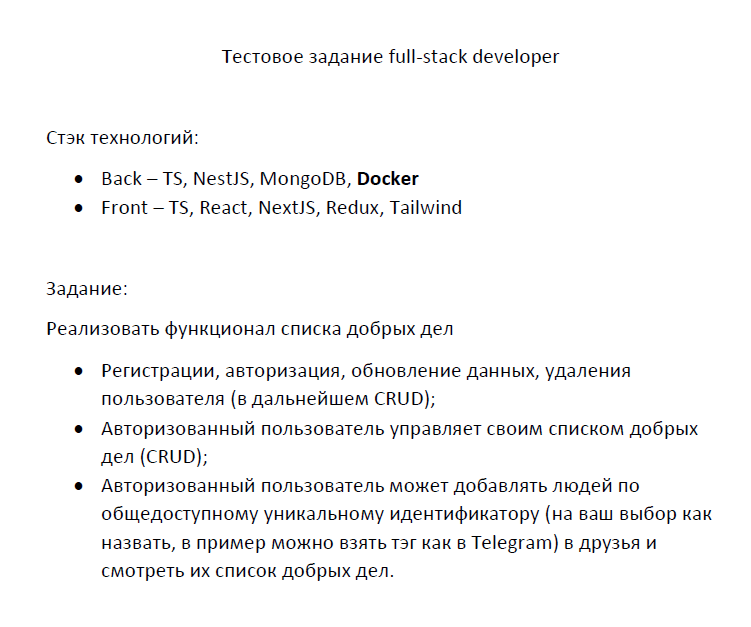 Тестовое задание full-stack developer
Стэк технологий:
• Back – TS, NestJS, MongoDB, Docker
• Front – TS, React, NextJS, Redux, Tailwind
Задание:
Реализовать функционал списка добрых дел
• Регистрации, авторизация, обновление данных, удаления
пользователя (в дальнейшем CRUD);
• Авторизованный пользователь управляет своим списком добрых
дел (CRUD);
• Авторизованный пользователь может добавлять людей по
общедоступному уникальному идентификатору (на ваш выбор как
назвать, в пример можно взять тэг как в Telegram) в друзья и
смотреть их список добрых дел.